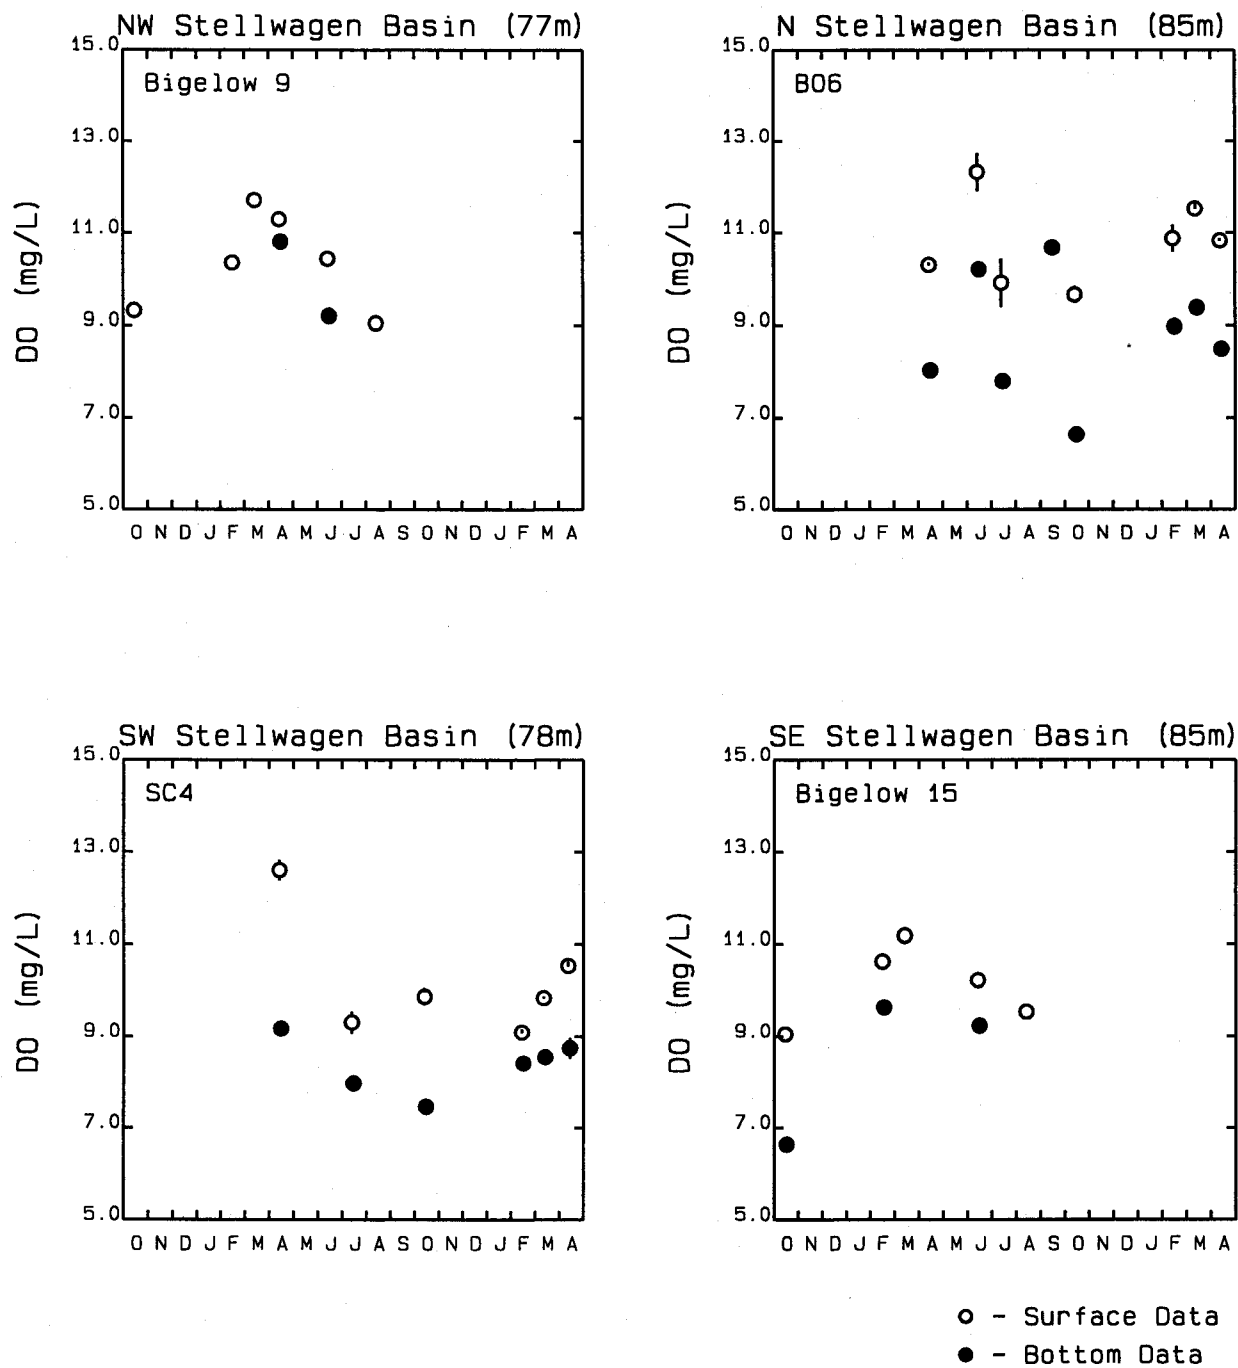 NW Stellwagen Basin (77m)
15.0
Bigelow 9
13.0
11.0
9.0
7.0
5.0
DO (mg/L)
O N D J F M A M J J A S O N D J F M A
N Stellwagen Basin (85m)
15.0
B06
13.0
11.0
9.0
7.0
5.0
DO (mg/L)
O N D J F M A M J J A S O N D J F M A
SW Stellwagen Basin (78m)
15.0
SC4
13.0
11.0
9.0
7.0
5.0
DO (mg/L)
O N D J F M A M J J A S O N D J F M A
SE Stellwagen Basin (85m)
15.0
Bigelow 15
13.0
11.0
9.0
7.0
5.0
DO (mg/L)
O N D J F M A M J J A S O N D J F M A
- Surface Data
- Bottom Data